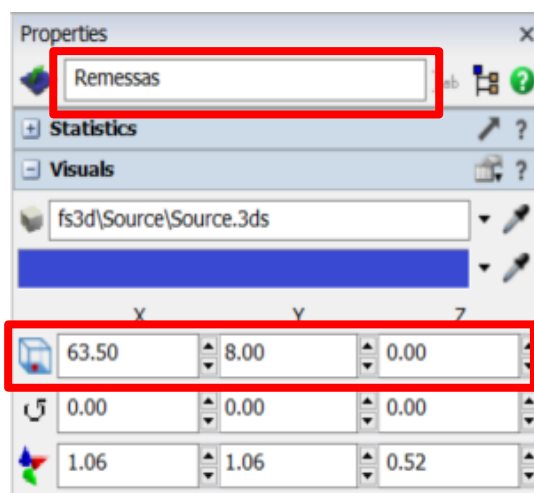 Properties
Remessas
Statistics
?
Visuals
?
fs3d\Source\Source.3ds
X Y Z
63.50 8.00 0.00
0.00 0.00 0.00
1.06 1.06 0.52